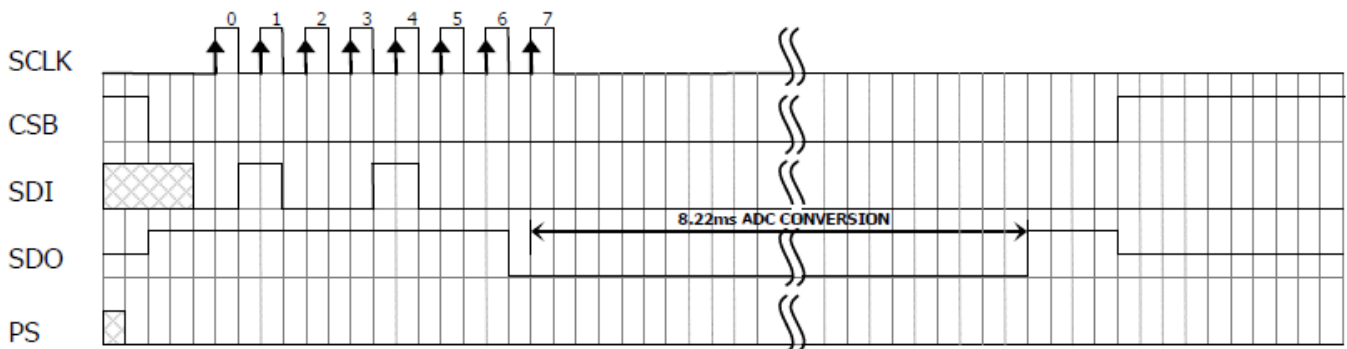 0 1 2 3 4 5 6 7
SCLK
CSB
SDI
8.22ms ADC CONVERSION
SDO
PS